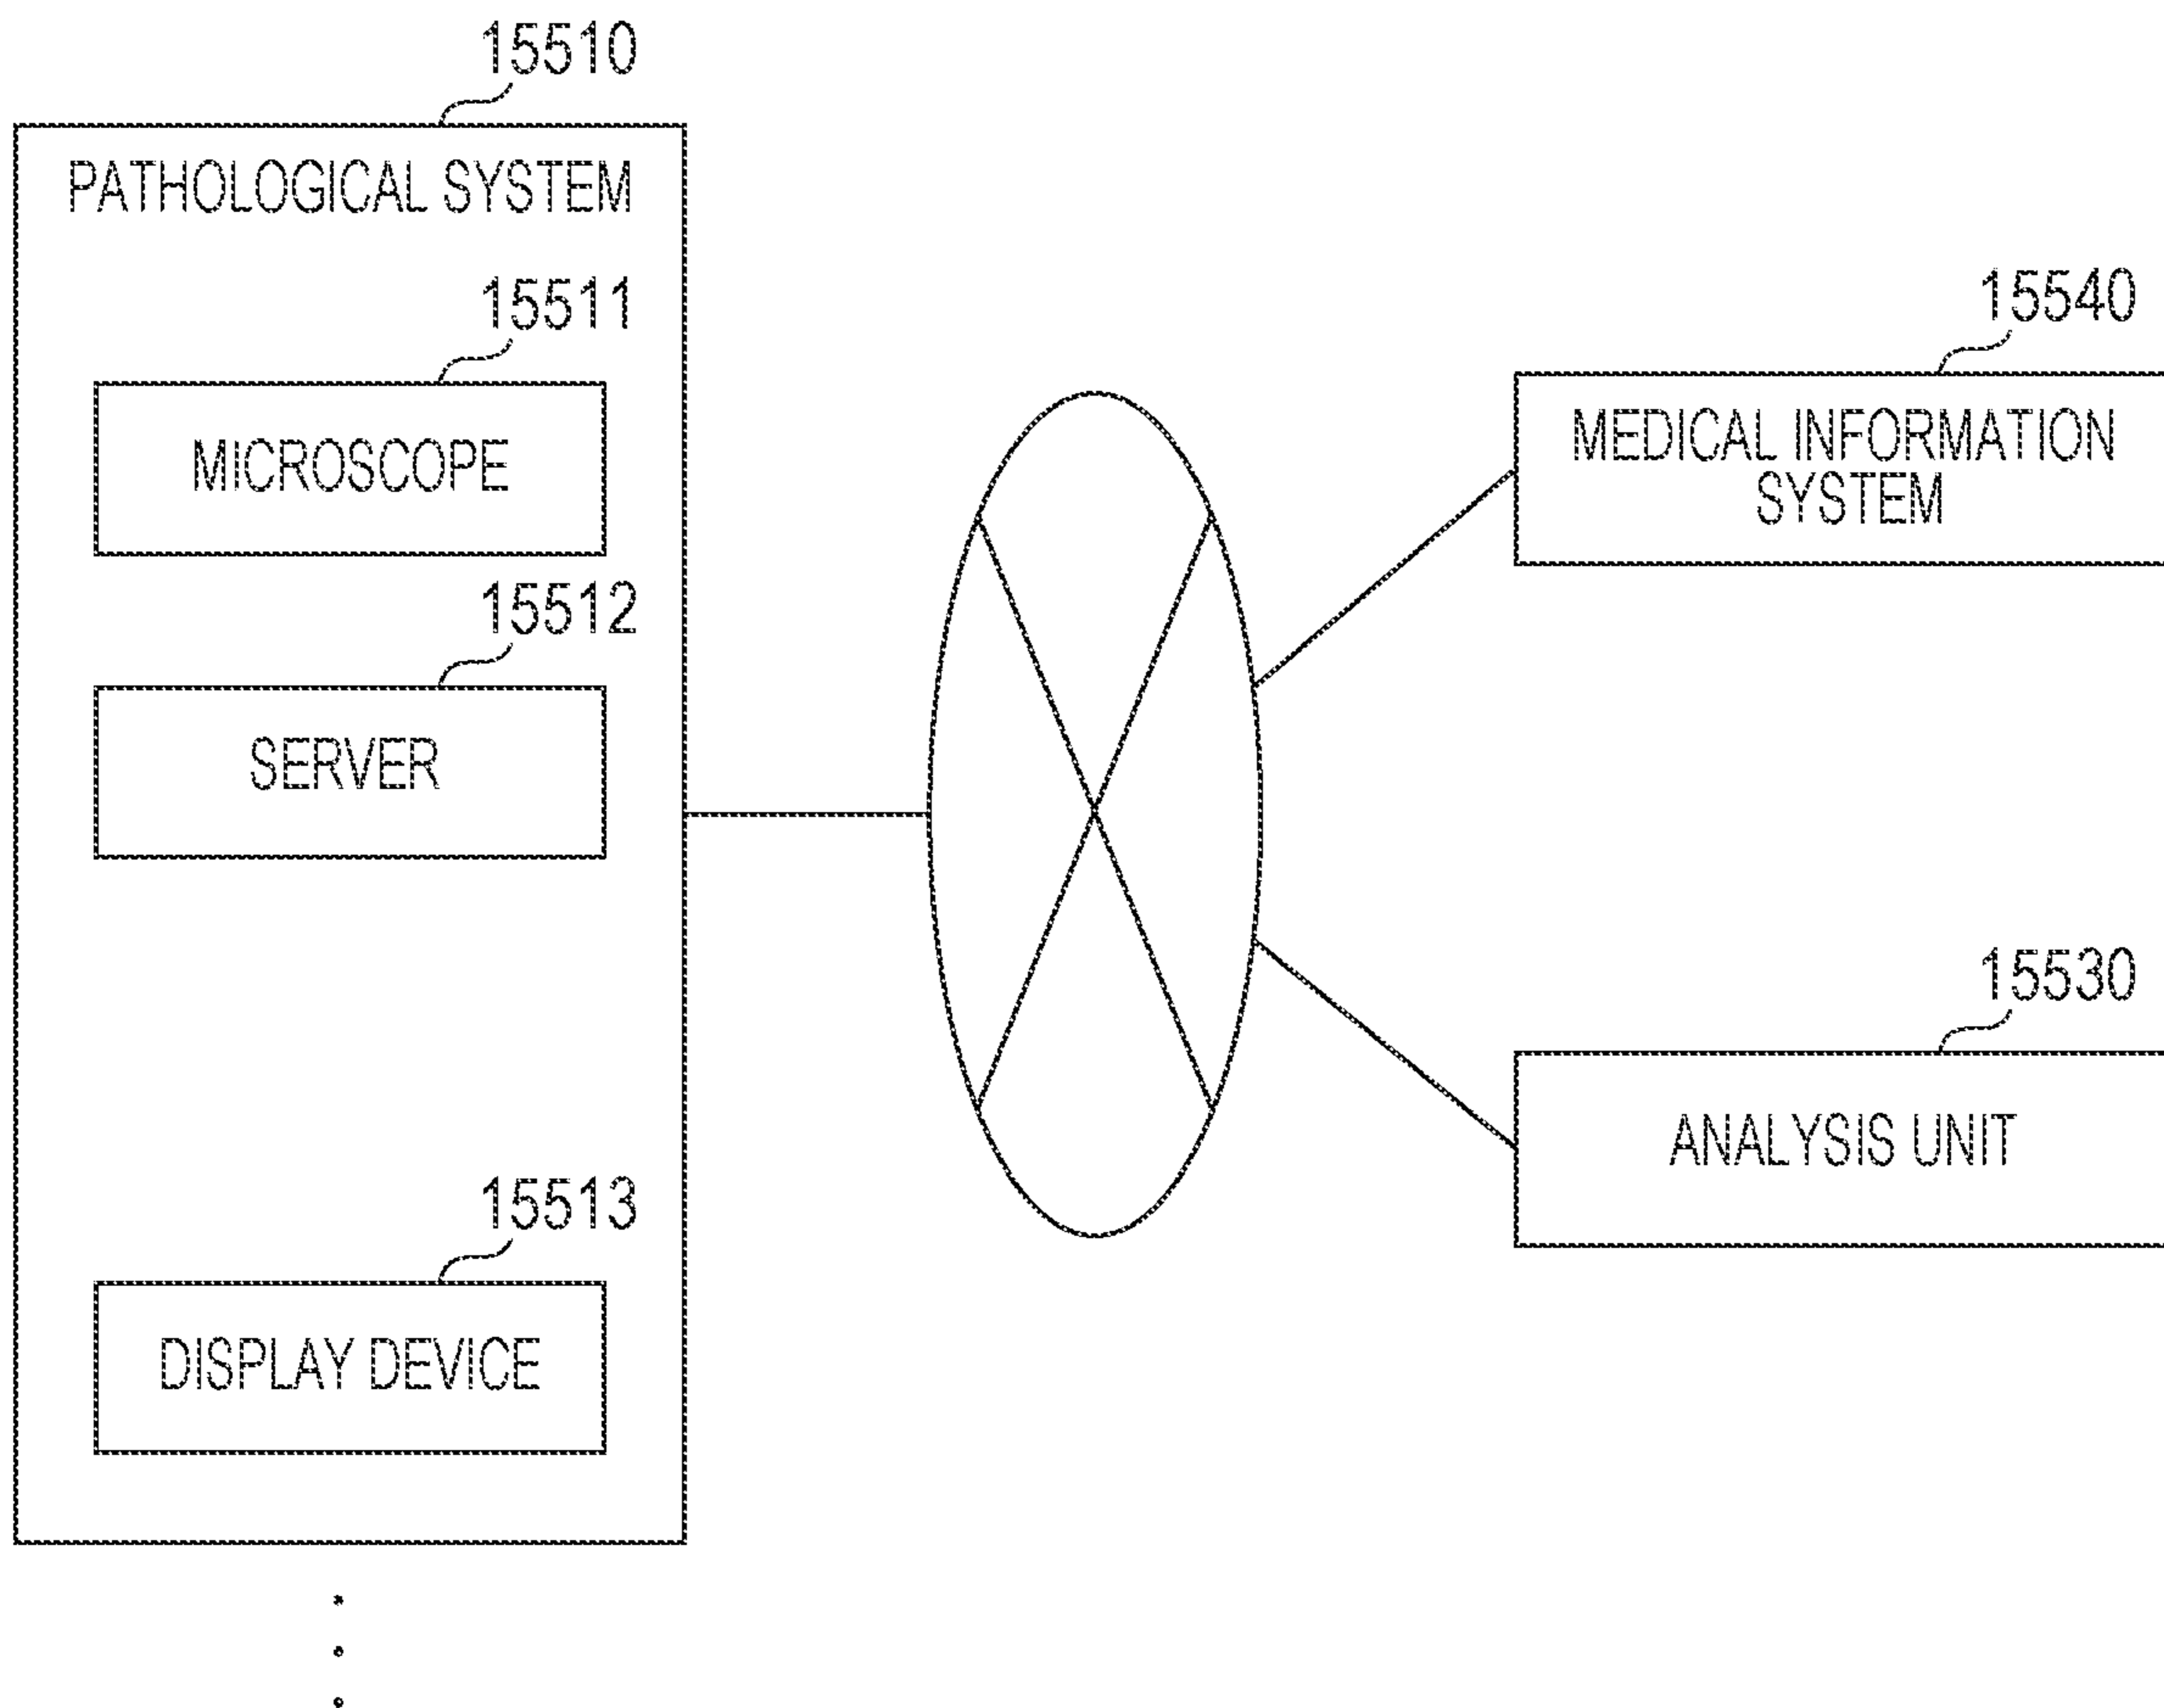 15510
PATHOLOGICAL SYSTEM
15511
MICROSCOPE
15512
SERVER
15513
DISPLAY DEVICE
15540
MEDICAL INFORMATION
SYSTEM
15530
ANALYSIS UNIT